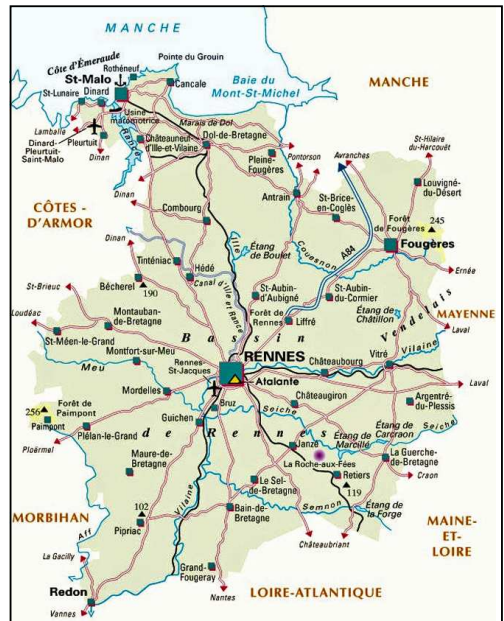 MANCHE
Côte d'Émeraude
Rothéneuf
Pointe du Grouin
St-Malo
Cancale
St-Lunaire
Dinard
Baie du
Mont-St-Michel
MANCHE
Usine
marémotrice
Marais de Dol
Lamballe
Rance
Châteauneuf-
d'Ille-et-Vilaine
Dol-de-Bretagne
Dinard-
Pleurtuit-
Saint-Malo
Pleurtuit
Dinan
Pleine-
Fougères
Pontorson
Avranches
St-Hilaire
du-Harcouët
Louvigné-
du-Désert
Dinan
Antrain
St-Brice-
en-Coglès
CÔTES -
D'ARMOR
Combourg
Forêt
de Fougères
245
Fougères
Dinan
Ille
Étang
de Boulet
Couesnon
A84
Tinténiac
Hédé
Canal d'Ille et Rance
Ernée
St-Brieuc
Bécherel
190
St-Aubin-
d'Aubigné
St-Aubin-
du-Cormier
Étang de
Châtillon
MAYENNE
Loudéac
Montauban-
de-Bretagne
Forêt de
Rennes
Liffré
Vendelais
Laval
St-Méen-le-Grand
Bassin
Montfort-sur-Meu
RENNES
Vitré
Vilaine
Meu
Rennes-
St-Jacques
Châteaubourg
Atalante
Laval
Mordelles
Bruz
Seiche
Châteaugiron
Argentré-
du-Plessis
256
Forêt de
Paimpont
Paimpont
Guichen
Étang de
Marcillé
Étang de
Carcraon
Seiche
Plélan-le-Grand
de Rennes
Ploërmel
Janzé
La Guerche-
de-Bretagne
Maure-de-
Bretagne
La Roche-aux-Fées
Retiers
Craon
119
Le Sel-
de-Bretagne
Vilaine
102
Semnon
Étang de
la Forge
MORBIHAN
Pipriac
Bain-de-
Bretagne
MAINE-
ET-
LOIRE
Aff
Châteaubriant
La Gacilly
Grand-
Fougeray
Redon
Nantes
LOIRE-ATLANTIQUE
Vannes